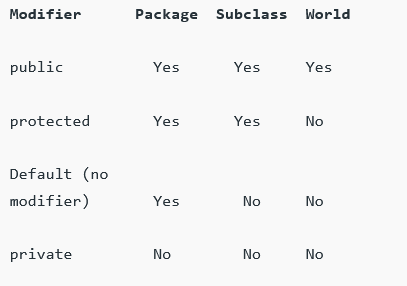 Modifier Package Subclass World
public Yes Yes Yes
protected Yes Yes No
Default (no
modifier) Yes No No
private No No No